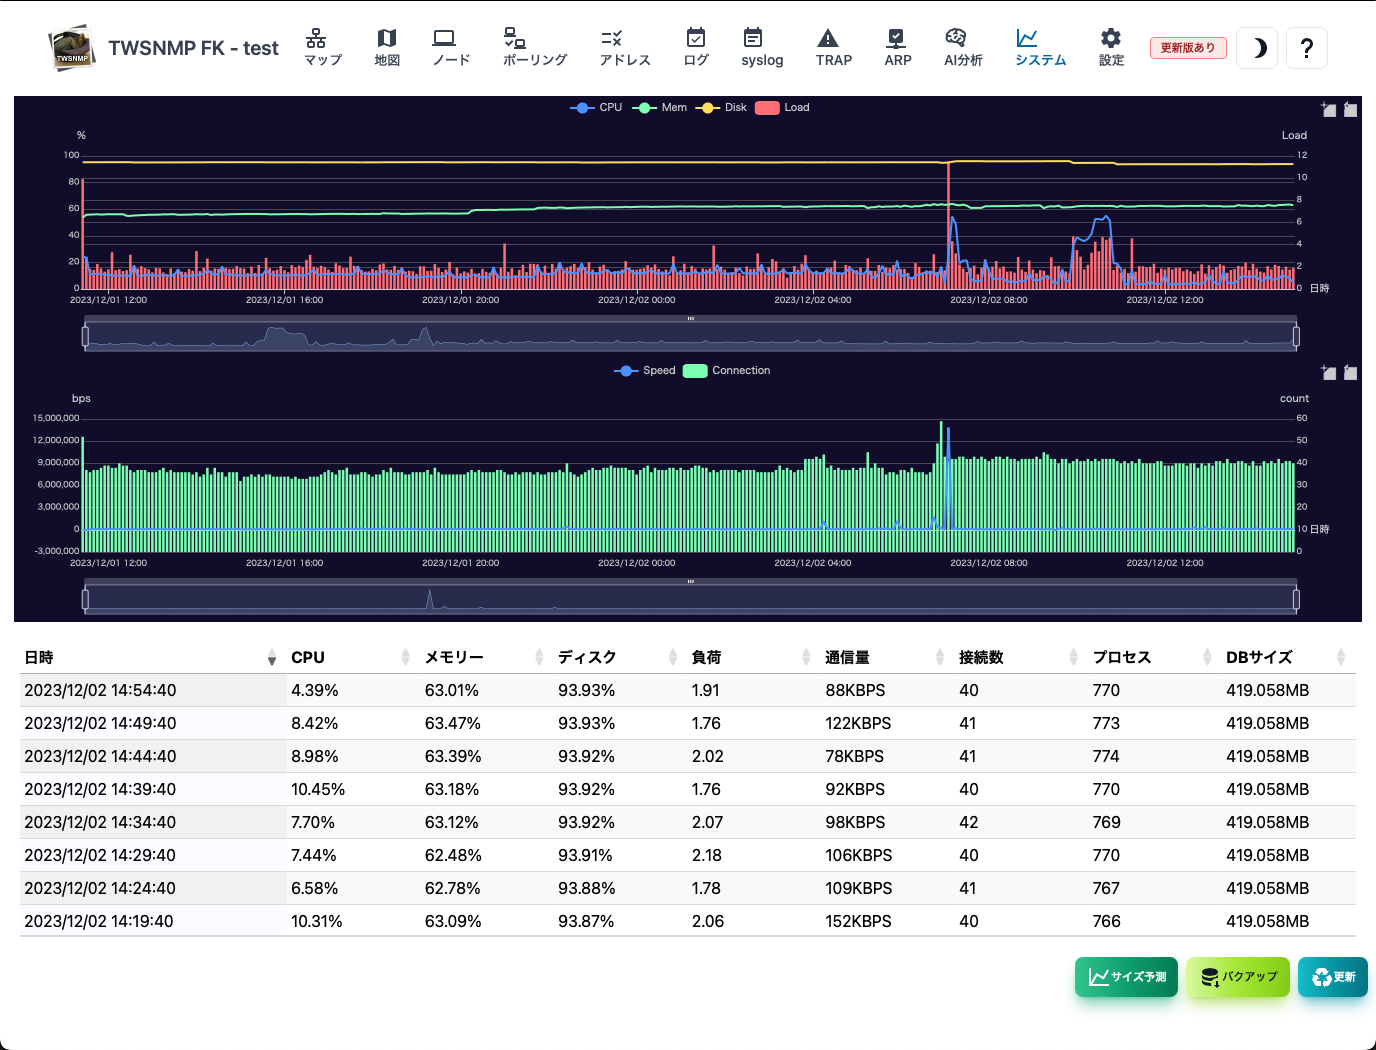 TWSNMP FK - test
マップ 地図 ノード ポーリング アドレス ログ syslog TRAP ARP AI分析 システム 設定 更新版あり ?
TWSNMP
CPU Mem Disk Load
% Load
100 12
10
80
8
60
6
40
4
20
2
0 0 日時
2023/12/01 12:00 2023/12/01 16:00 2023/12/01 20:00 2023/12/02 00:00 2023/12/02 04:00 2023/12/02 08:00 2023/12/02 12:00
Speed Connection
bps count
15,000,000 60
12,000,000 50
9,000,000 40
6,000,000 30
3,000,000 20
0 10 日時
-3,000,000 0
2023/12/01 12:00 2023/12/01 16:00 2023/12/01 20:00 2023/12/02 00:00 2023/12/02 04:00 2023/12/02 08:00 2023/12/02 12:00
日時 CPU メモリー ディスク 負荷 通信量 接続数 プロセス DBサイズ
2023/12/02 14:54:40 4.39% 63.01% 93.93% 1.91 88KBPS 40 770 419.058MB
2023/12/02 14:49:40 8.42% 63.47% 93.93% 1.76 122KBPS 41 773 419.058MB
2023/12/02 14:44:40 8.98% 63.39% 93.92% 2.02 78KBPS 41 774 419.058MB
2023/12/02 14:39:40 10.45% 63.18% 93.92% 1.76 92KBPS 40 770 419.058MB
2023/12/02 14:34:40 7.70% 63.12% 93.92% 2.07 98KBPS 42 769 419.058MB
2023/12/02 14:29:40 7.44% 62.48% 93.91% 2.18 106KBPS 40 770 419.058MB
2023/12/02 14:24:40 6.58% 62.78% 93.88% 1.78 109KBPS 41 767 419.058MB
2023/12/02 14:19:40 10.31% 63.09% 93.87% 2.06 152KBPS 40 766 419.058MB
サイズ予測 バクアップ 更新